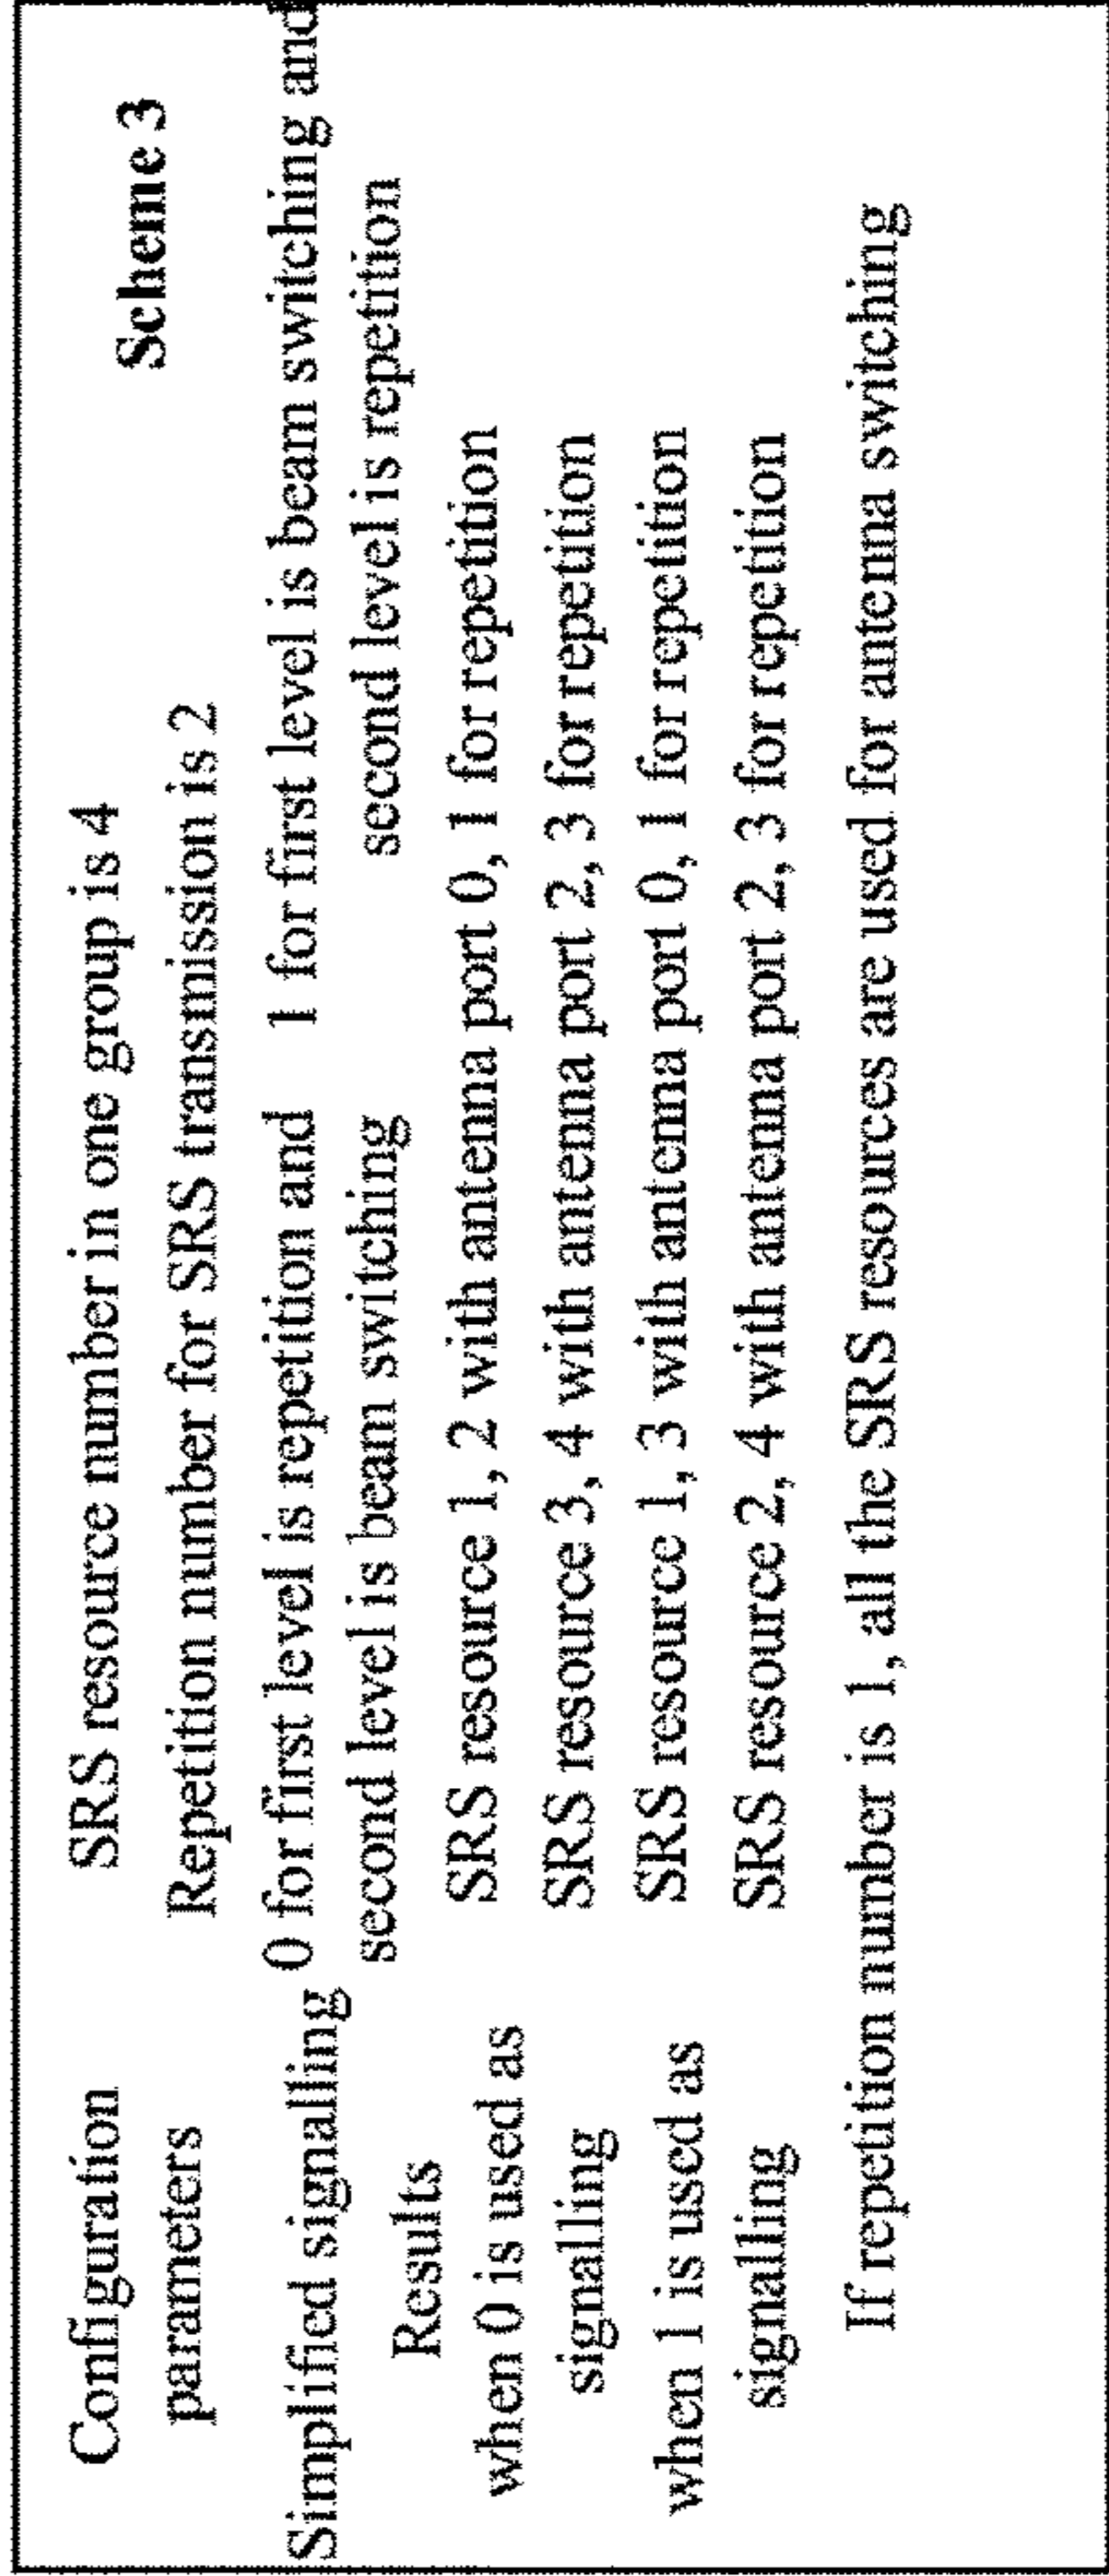 Configuration
parameters
SRS resource number in one group is 4
Scheme 3
Repetition number for SRS transmission is 2
Simplified signalling
0 for first level is repetition and
second level is beam switching
1 for first level is beam switching and
second level is repetition
Results
when 0 is used as
signalling
SRS resource 1, 2 with antenna port 0, 1 for repetition
SRS resource 3, 4 with antenna port 2, 3 for repetition
when 1 is used as
signalling
SRS resource 1, 3 with antenna port 0, 1 for repetition
SRS resource 2, 4 with antenna port 2, 3 for repetition
If repetition number is 1, all the SRS resources are used for antenna switching